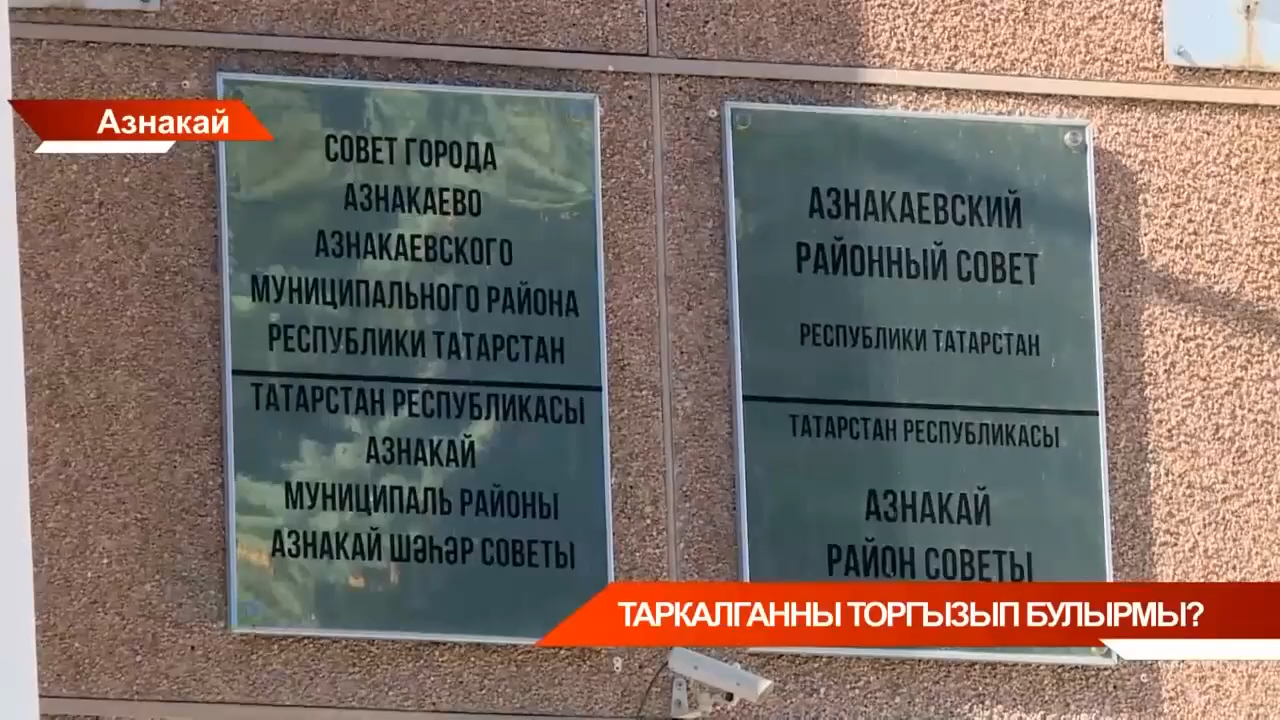 Азнакай
СОВЕТ ГОРОДА
АЗНАКАЕВО
АЗНАКАЕВСКОГО
МУНИЦИПАЛЬНОГО РАЙОНА
РЕСПУБЛИКИ ТАТАРСТАН
ТАТАРСТАН РЕСПУБЛИКАСЫ
АЗНАКАЙ
МУНИЦИПАЛЬ РАЙОНЫ
АЗНАКАЙ ШӘҺӘР СОВЕТЫ
АЗНАКАЕВСКИЙ
РАЙОННЫЙ СОВЕТ
РЕСПУБЛИКИ ТАТАРСТАН
ТАТАРСТАН РЕСПУБЛИКАСЫ
АЗНАКАЙ
РАЙОН СОВЕТЫ
ТАРКАЛГАННЫ ТОРГЫЗЫП БУЛЫРМЫ?